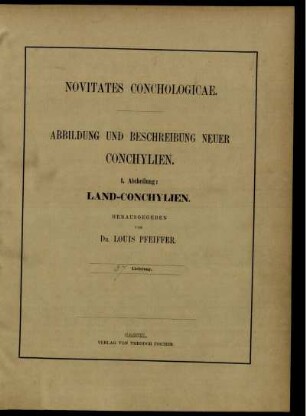 NOVITATES CONCHOLOGICAE.
ABBILDUNG UND BESCHREIBUNG NEUER
CONCHYLIEN.
I. Abtheilung:
LAND-CONCHYLIEN.
HERAUSGEGEBEN
VON
Dr. LOUIS PFEIFFER.
Lieferung.
CASSEL,
VERLAG VON THEODOR FISCHER.